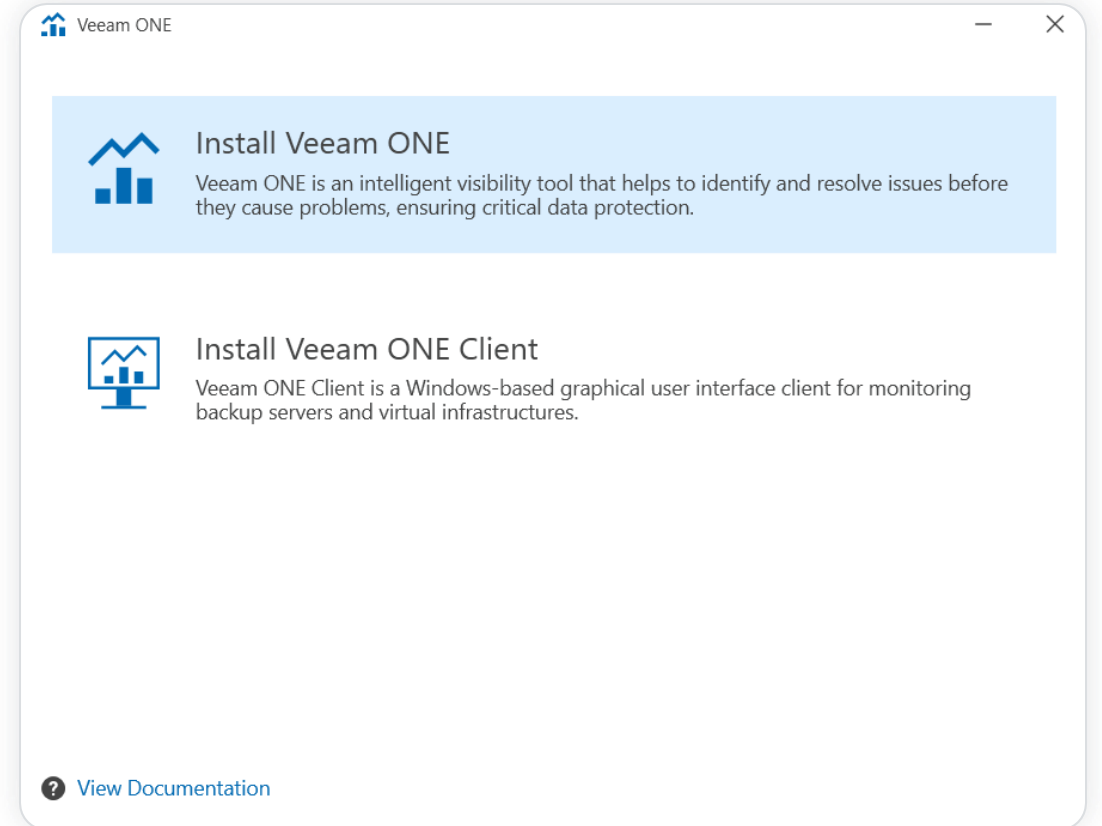 Veeam ONE
Install Veeam ONE
Veeam ONE is an intelligent visibility tool that helps to identify and resolve issues before
they cause problems, ensuring critical data protection.
Install Veeam ONE Client
Veeam ONE Client is a Windows-based graphical user interface client for monitoring
backup servers and virtual infrastructures.
? View Documentation